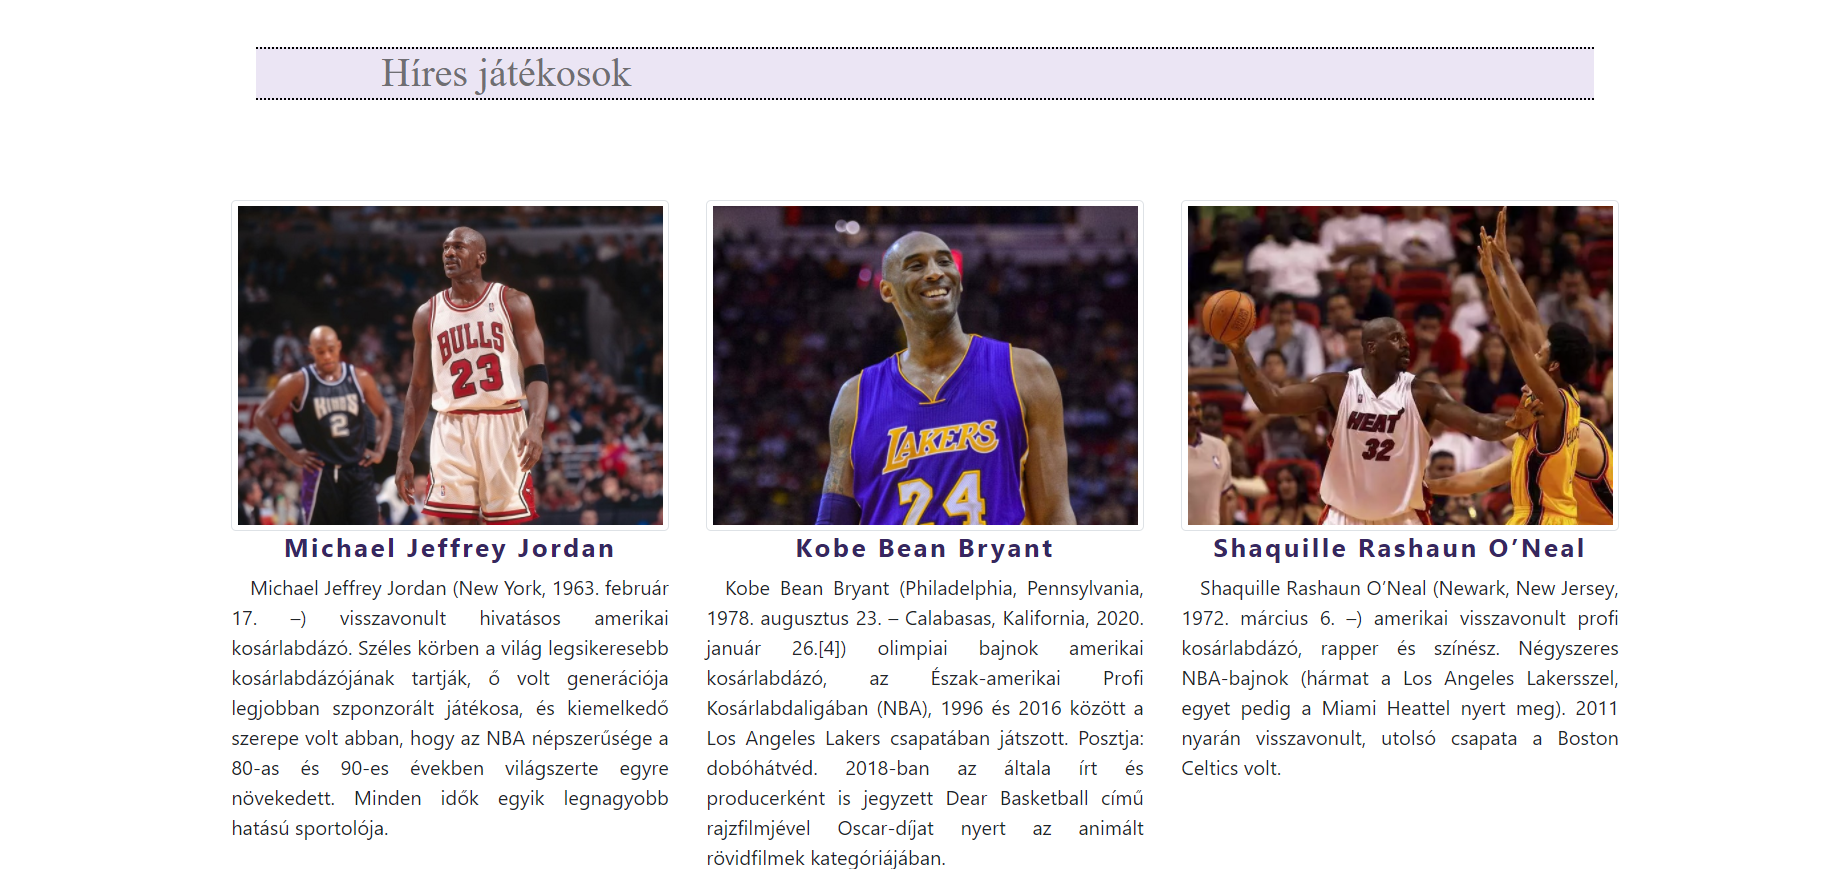 Híres játékosok
BULLS
23
KINGS
2
LAKERS
24
HEAT
32
Michael Jeffrey Jordan
Michael Jeffrey Jordan (New York, 1963. február
17. –) visszavonult hivatásos amerikai
kosárlabdázó. Széles körben a világ legsikeresebb
kosárlabdázójának tartják, ő volt generációja
legjobban szponzorált játékosa, és kiemelkedő
szerepe volt abban, hogy az NBA népszerűsége a
80-as és 90-es években világszerte egyre
növekedett. Minden idők egyik legnagyobb
hatású sportolója.
Kobe Bean Bryant
Kobe Bean Bryant (Philadelphia, Pennsylvania,
1978. augusztus 23. – Calabasas, Kalifornia, 2020.
január 26.[4]) olimpiai bajnok amerikai
kosárlabdázó, az Észak-amerikai Profi
Kosárlabdaligában (NBA), 1996 és 2016 között a
Los Angeles Lakers csapatában játszott. Posztja:
dobóhátvéd. 2018-ban az általa írt és
producerként is jegyzett Dear Basketball című
rajzfilmjével Oscar-díjat nyert az animált
rövidfilmek kategóriájában.
Shaquille Rashaun O’Neal
Shaquille Rashaun O’Neal (Newark, New Jersey,
1972. március 6. –) amerikai visszavonult profi
kosárlabdázó, rapper és színész. Négyszeres
NBA-bajnok (hármat a Los Angeles Lakersszel,
egyet pedig a Miami Heattel nyert meg). 2011
nyarán visszavonult, utolsó csapata a Boston
Celtics volt.